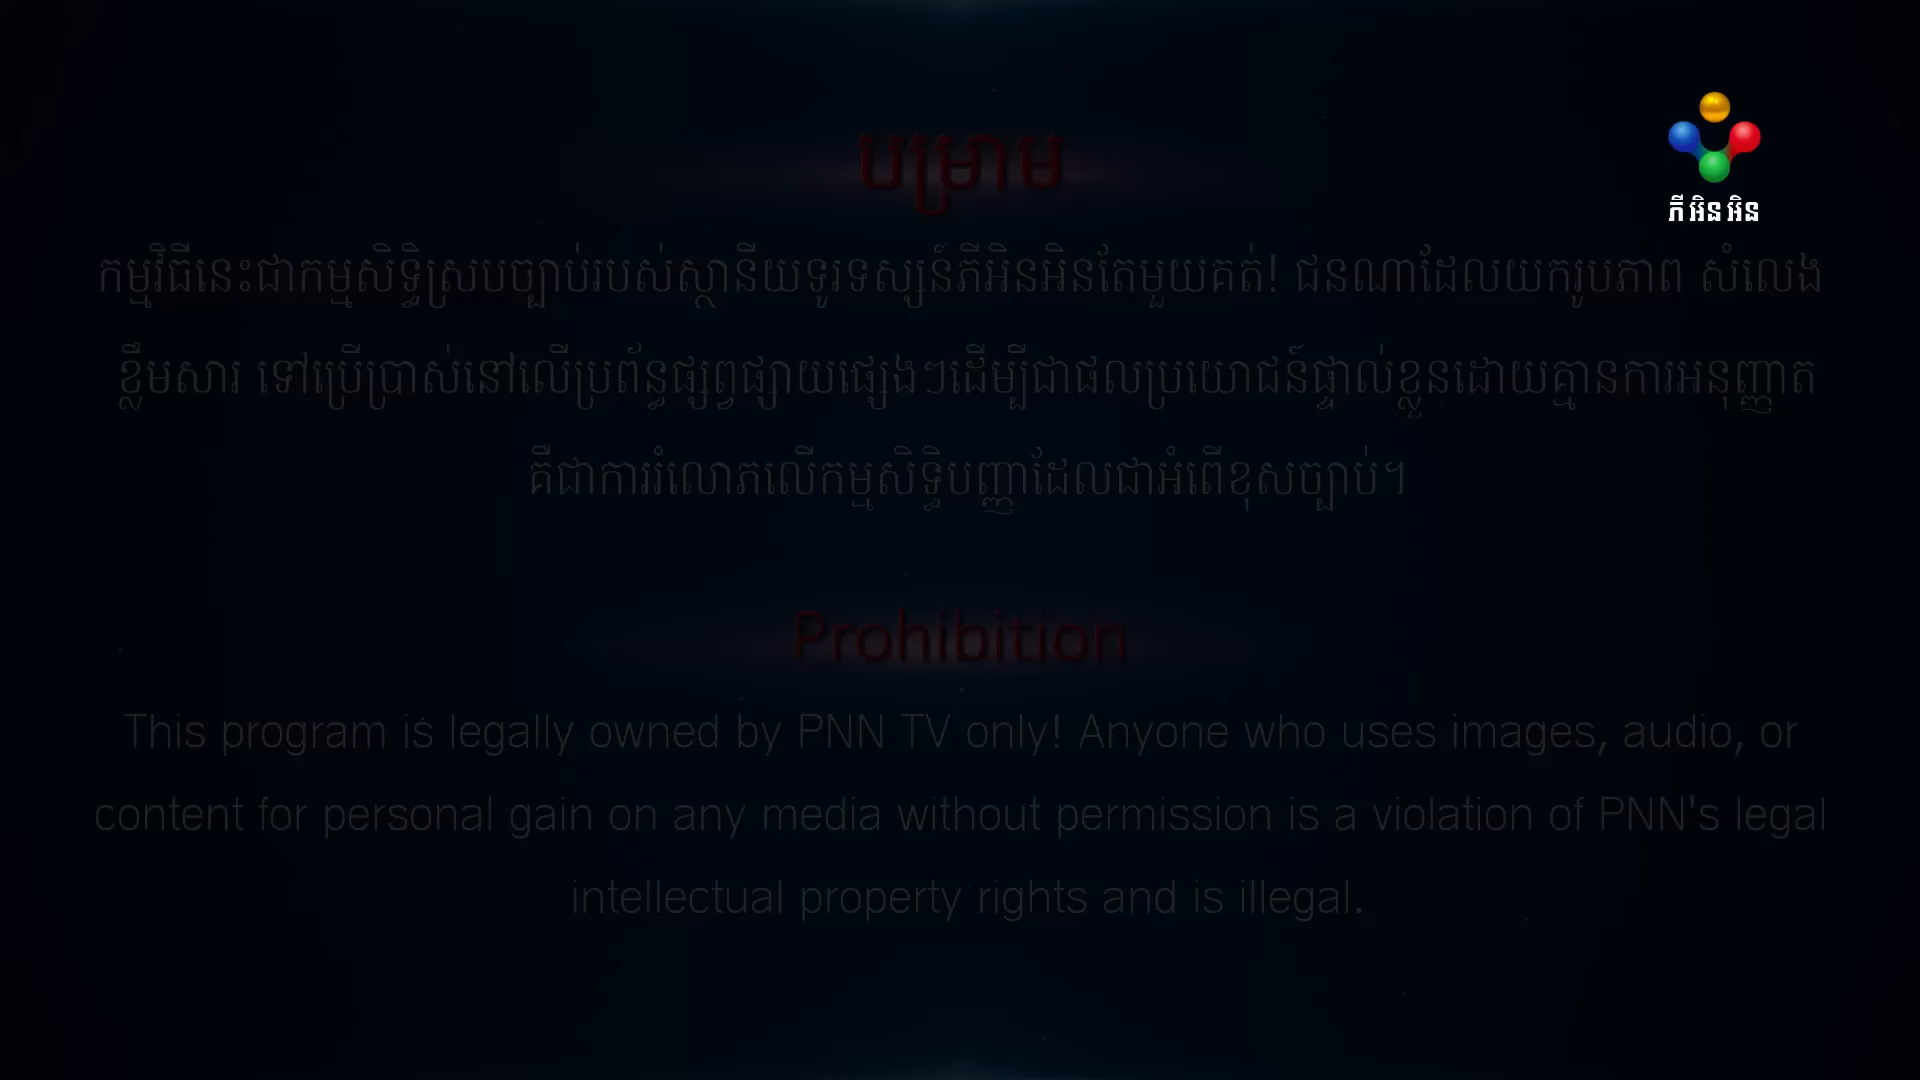 ភីអិនអិន
បម្រាម
កម្មវិធីនេះជាកម្មសិទ្ធិស្របច្បាប់របស់ស្ថានីយទូរទស្សន៍ភីអិនអិនតែមួយគត់! ជនណាដែលយករូបភាព សំលេង
ខ្លឹមសារ ទៅប្រើប្រាស់នៅលើប្រព័ន្ធផ្សព្វផ្សាយផ្សេងៗដើម្បីជាផលប្រយោជន៍ផ្ទាល់ខ្លួនដោយគ្មានការអនុញ្ញាត
គឺជាការរំលោភលើកម្មសិទ្ធិបញ្ញាដែលជាអំពើខុសច្បាប់។
Prohibition
This program is legally owned by PNN TV only! Anyone who uses images, audio, or
content for personal gain on any media without permission is a violation of PNN's legal
intellectual property rights and is illegal.